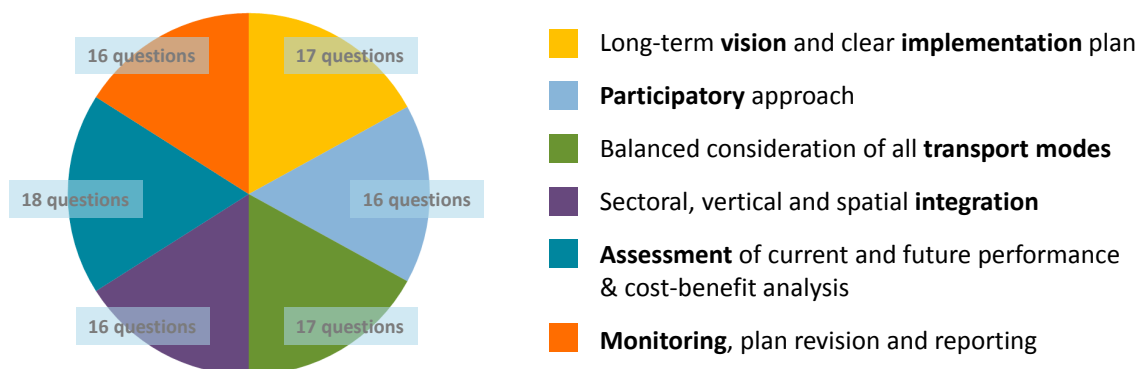 16 questions
17 questions
18 questions
16 questions
16 questions
17 questions
Long-term vision and clear implementation plan
Participatory approach
Balanced consideration of all transport modes
Sectoral, vertical and spatial integration
Assessment of current and future performance
& cost-benefit analysis
Monitoring, plan revision and reporting